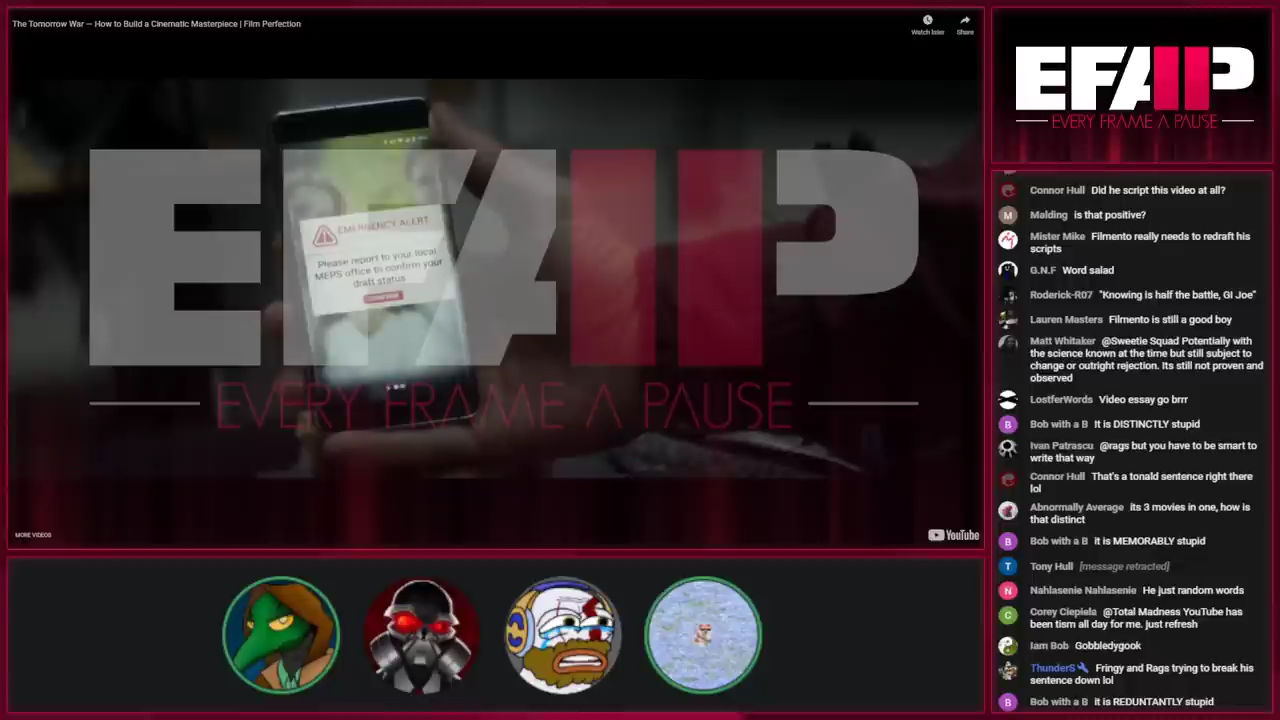 The Tomorrow War – How to Build a Cinematic Masterpiece | Film Perfection
Watch later
Share
EFAP
EVERY FRAME A PAUSE
EMERGENCY ALERT
Please report to your local
MEPS office to confirm your
draft status
EFAP
EVERY FRAME A PAUSE
MORE VIDEOS
YouTube
Connor Hull Did he script this video at all?
M
Malding is that positive?
Mister Mike Filmento really needs to redraft his
scripts
G.N.F Word salad
Roderick-R07 "Knowing is half the battle, GI Joe"
Lauren Masters Filmento is still a good boy
Matt Whitaker @Sweetie Squad Potentially with
the science known at the time but still subject to
change or outright rejection. Its still not proven and
observed
LostferWords Video essay go brrr
B
Bob with a B It is DISTINCTLY stupid
Ivan Patrascu @rags but you have to be smart to
write that way
Connor Hull That's a tonald sentence right there
lol
Abnormally Average its 3 movies in one, how is
that distinct
B
Bob with a B it is MEMORABLY stupid
T
Tony Hull [message retracted]
N
Nahlasenie Nahlasenie He just random words
C
Corey Ciepiela @Total Madness YouTube has
been tism all day for me. just refresh
Iam Bob Gobbledygook
ThunderS Fringy and Rags trying to break his
sentence down lol
B
Bob with a B it is REDUNTANTLY stupid